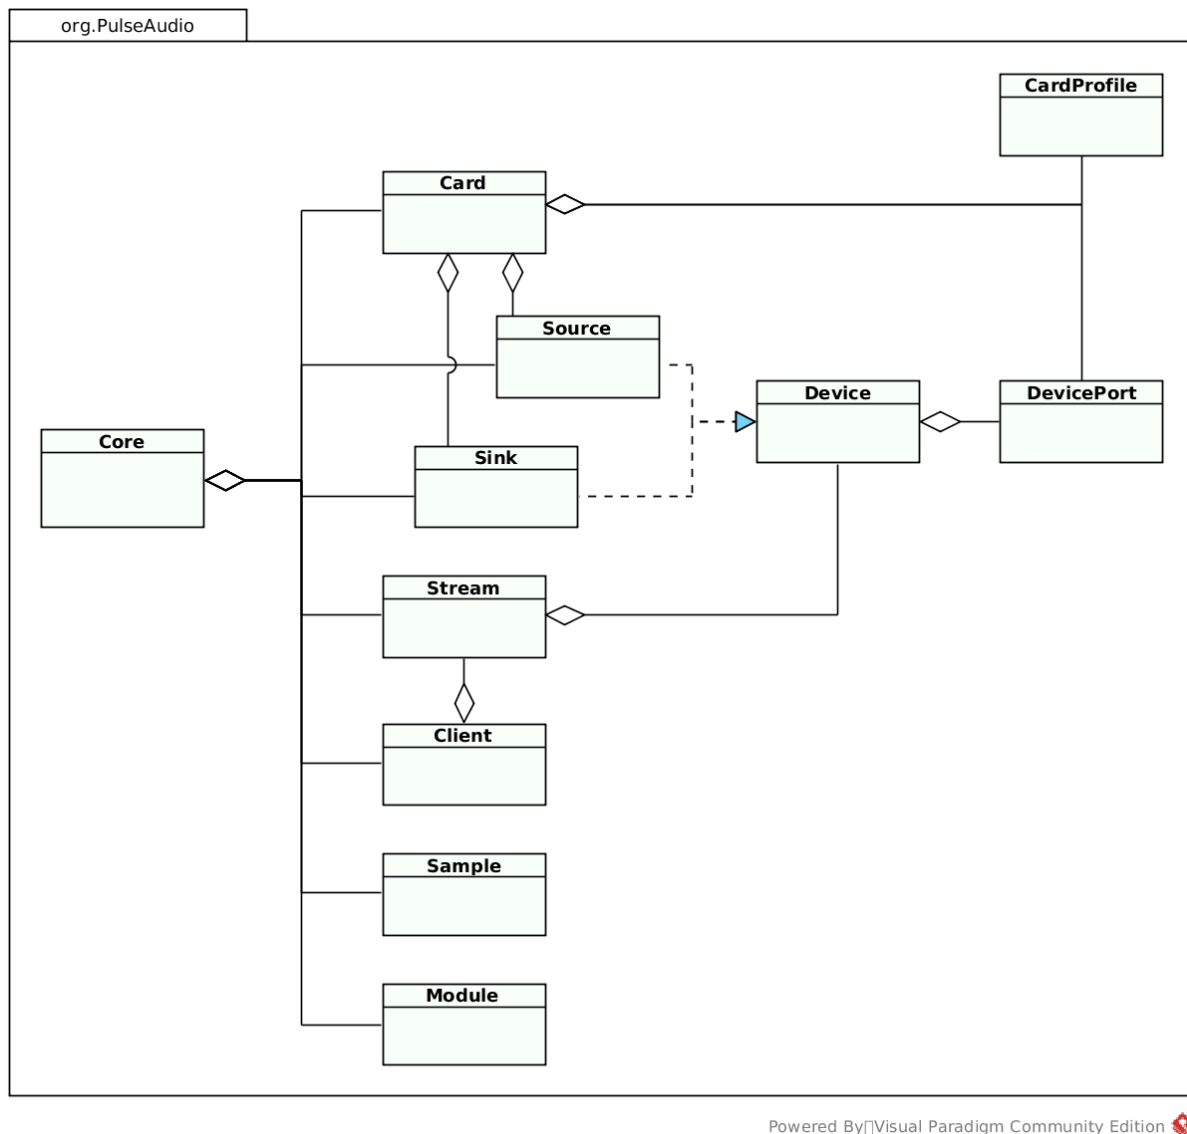 org.PulseAudio
CardProfile
Card
Source
Device
DevicePort
Core
Sink
Stream
Client
Sample
Module
Powered By Visual Paradigm Community Edition